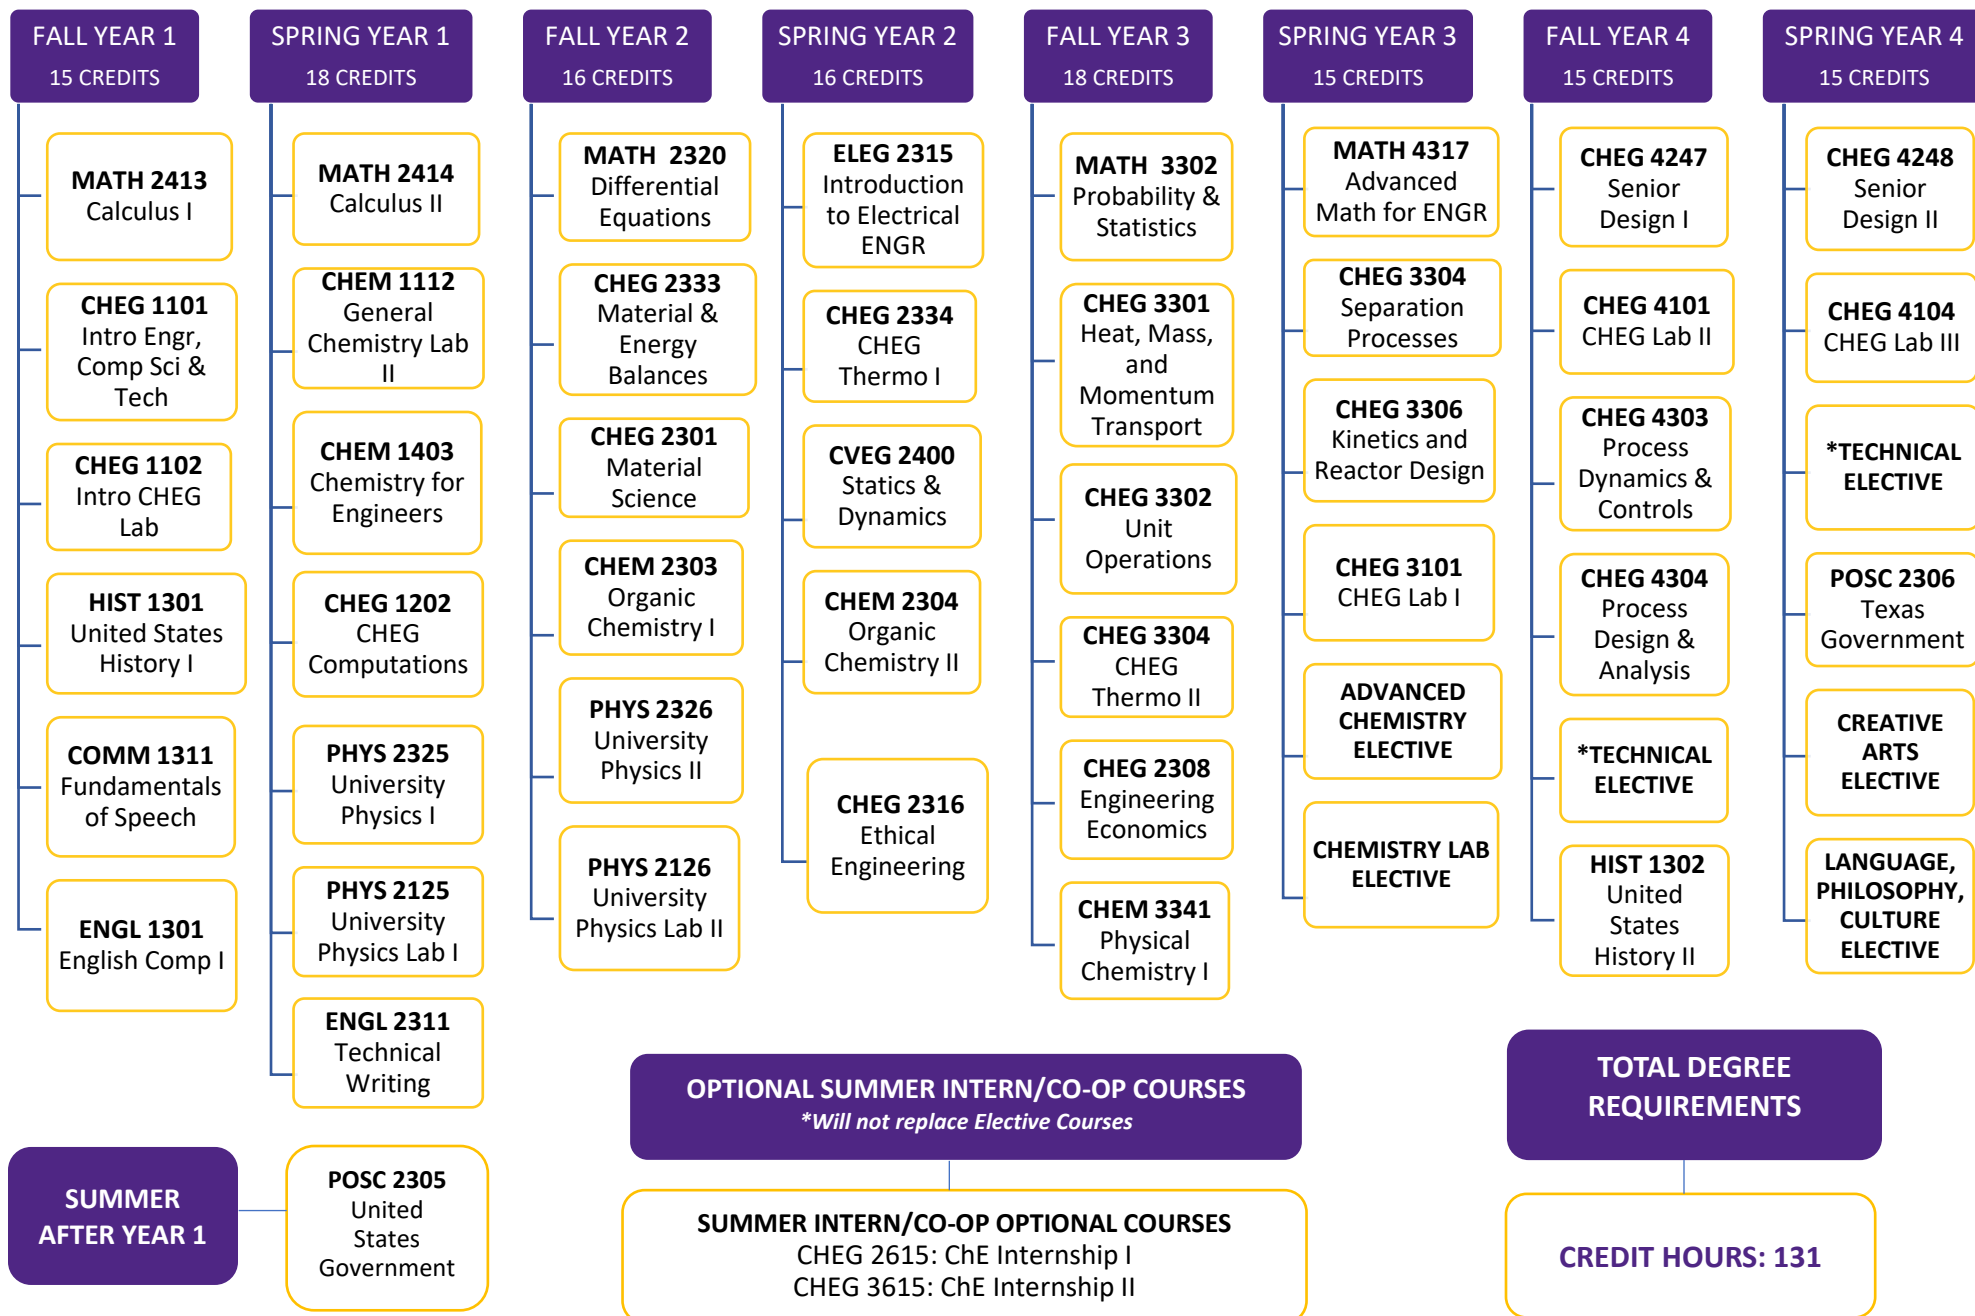 FALL YEAR 1
15 CREDITS
MATH 2413
Calculus I
CHEG 1101
Intro Engr,
Comp Sci &
Tech
CHEG 1102
Intro CHEG
Lab
HIST 1301
United States
History I
COMM 1311
Fundamentals
of Speech
ENGL 1301
English Comp I
SPRING YEAR 1
18 CREDITS
MATH 2414
Calculus II
CHEM 1112
General
Chemistry Lab
II
CHEM 1403
Chemistry for
Engineers
CHEG 1202
CHEG
Computations
PHYS 2325
University
Physics I
PHYS 2125
University
Physics Lab I
ENGL 2311
Technical
Writing
FALL YEAR 2
16 CREDITS
MATH 2320
Differential
Equations
CHEG 2333
Material &
Energy
Balances
CHEG 2301
Material
Science
CHEM 2303
Organic
Chemistry I
PHYS 2326
University
Physics II
PHYS 2126
University
Physics Lab II
SPRING YEAR 2
16 CREDITS
ELEG 2315
Introduction
to Electrical
ENGR
CHEG 2334
CHEG
Thermo I
CVEG 2400
Statics &
Dynamics
CHEM 2304
Organic
Chemistry II
CHEG 2316
Ethical
Engineering
FALL YEAR 3
18 CREDITS
MATH 3302
Probability &
Statistics
CHEG 3301
Heat, Mass,
and
Momentum
Transport
CHEG 3302
Unit
Operations
CHEG 3304
CHEG
Thermo II
CHEG 2308
Engineering
Economics
CHEM 3341
Physical
Chemistry I
SPRING YEAR 3
15 CREDITS
MATH 4317
Advanced
Math for ENGR
CHEG 3304
Separation
Processes
CHEG 3306
Kinetics and
Reactor Design
CHEG 3101
CHEG Lab I
ADVANCED
CHEMISTRY
ELECTIVE
CHEMISTRY LAB
ELECTIVE
FALL YEAR 4
15 CREDITS
CHEG 4247
Senior
Design I
CHEG 4101
CHEG Lab II
CHEG 4303
Process
Dynamics &
Controls
CHEG 4304
Process
Design &
Analysis
*TECHNICAL
ELECTIVE
HIST 1302
United
States
History II
SPRING YEAR 4
15 CREDITS
CHEG 4248
Senior
Design II
CHEG 4104
CHEG Lab III
*TECHNICAL
ELECTIVE
POSC 2306
Texas
Government
CREATIVE
ARTS
ELECTIVE
LANGUAGE,
PHILOSOPHY,
CULTURE
ELECTIVE
SUMMER
AFTER YEAR 1
POSC 2305
United
States
Government
OPTIONAL SUMMER INTERN/CO-OP COURSES
*Will not replace Elective Courses
SUMMER INTERN/CO-OP OPTIONAL COURSES
CHEG 2615: ChE Internship I
CHEG 3615: ChE Internship II
TOTAL DEGREE
REQUIREMENTS
CREDIT HOURS: 131